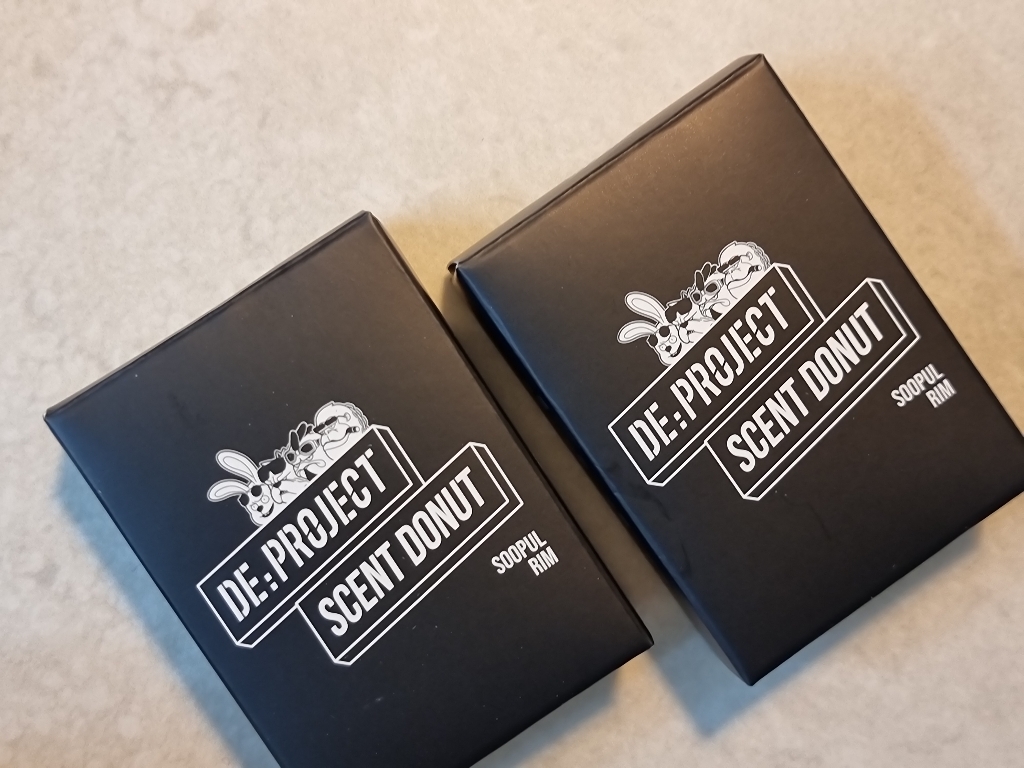 DE:PROJECT
SCENT DONUT
SOOPUL
RIM
DE:PROJECT
SCENT DONUT
SOOPUL
RIM